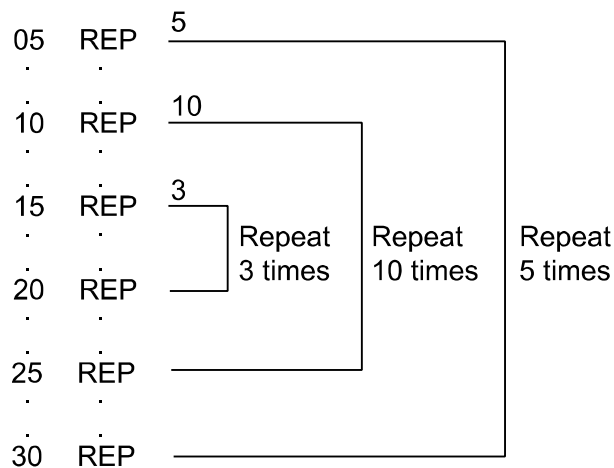 05 REP 5
. .
. .
10 REP 10
. .
. .
15 REP 3
. .
. .
20 REP
. .
. .
25 REP
. .
. .
30 REP
Repeat
3 times
Repeat
10 times
Repeat
5 times